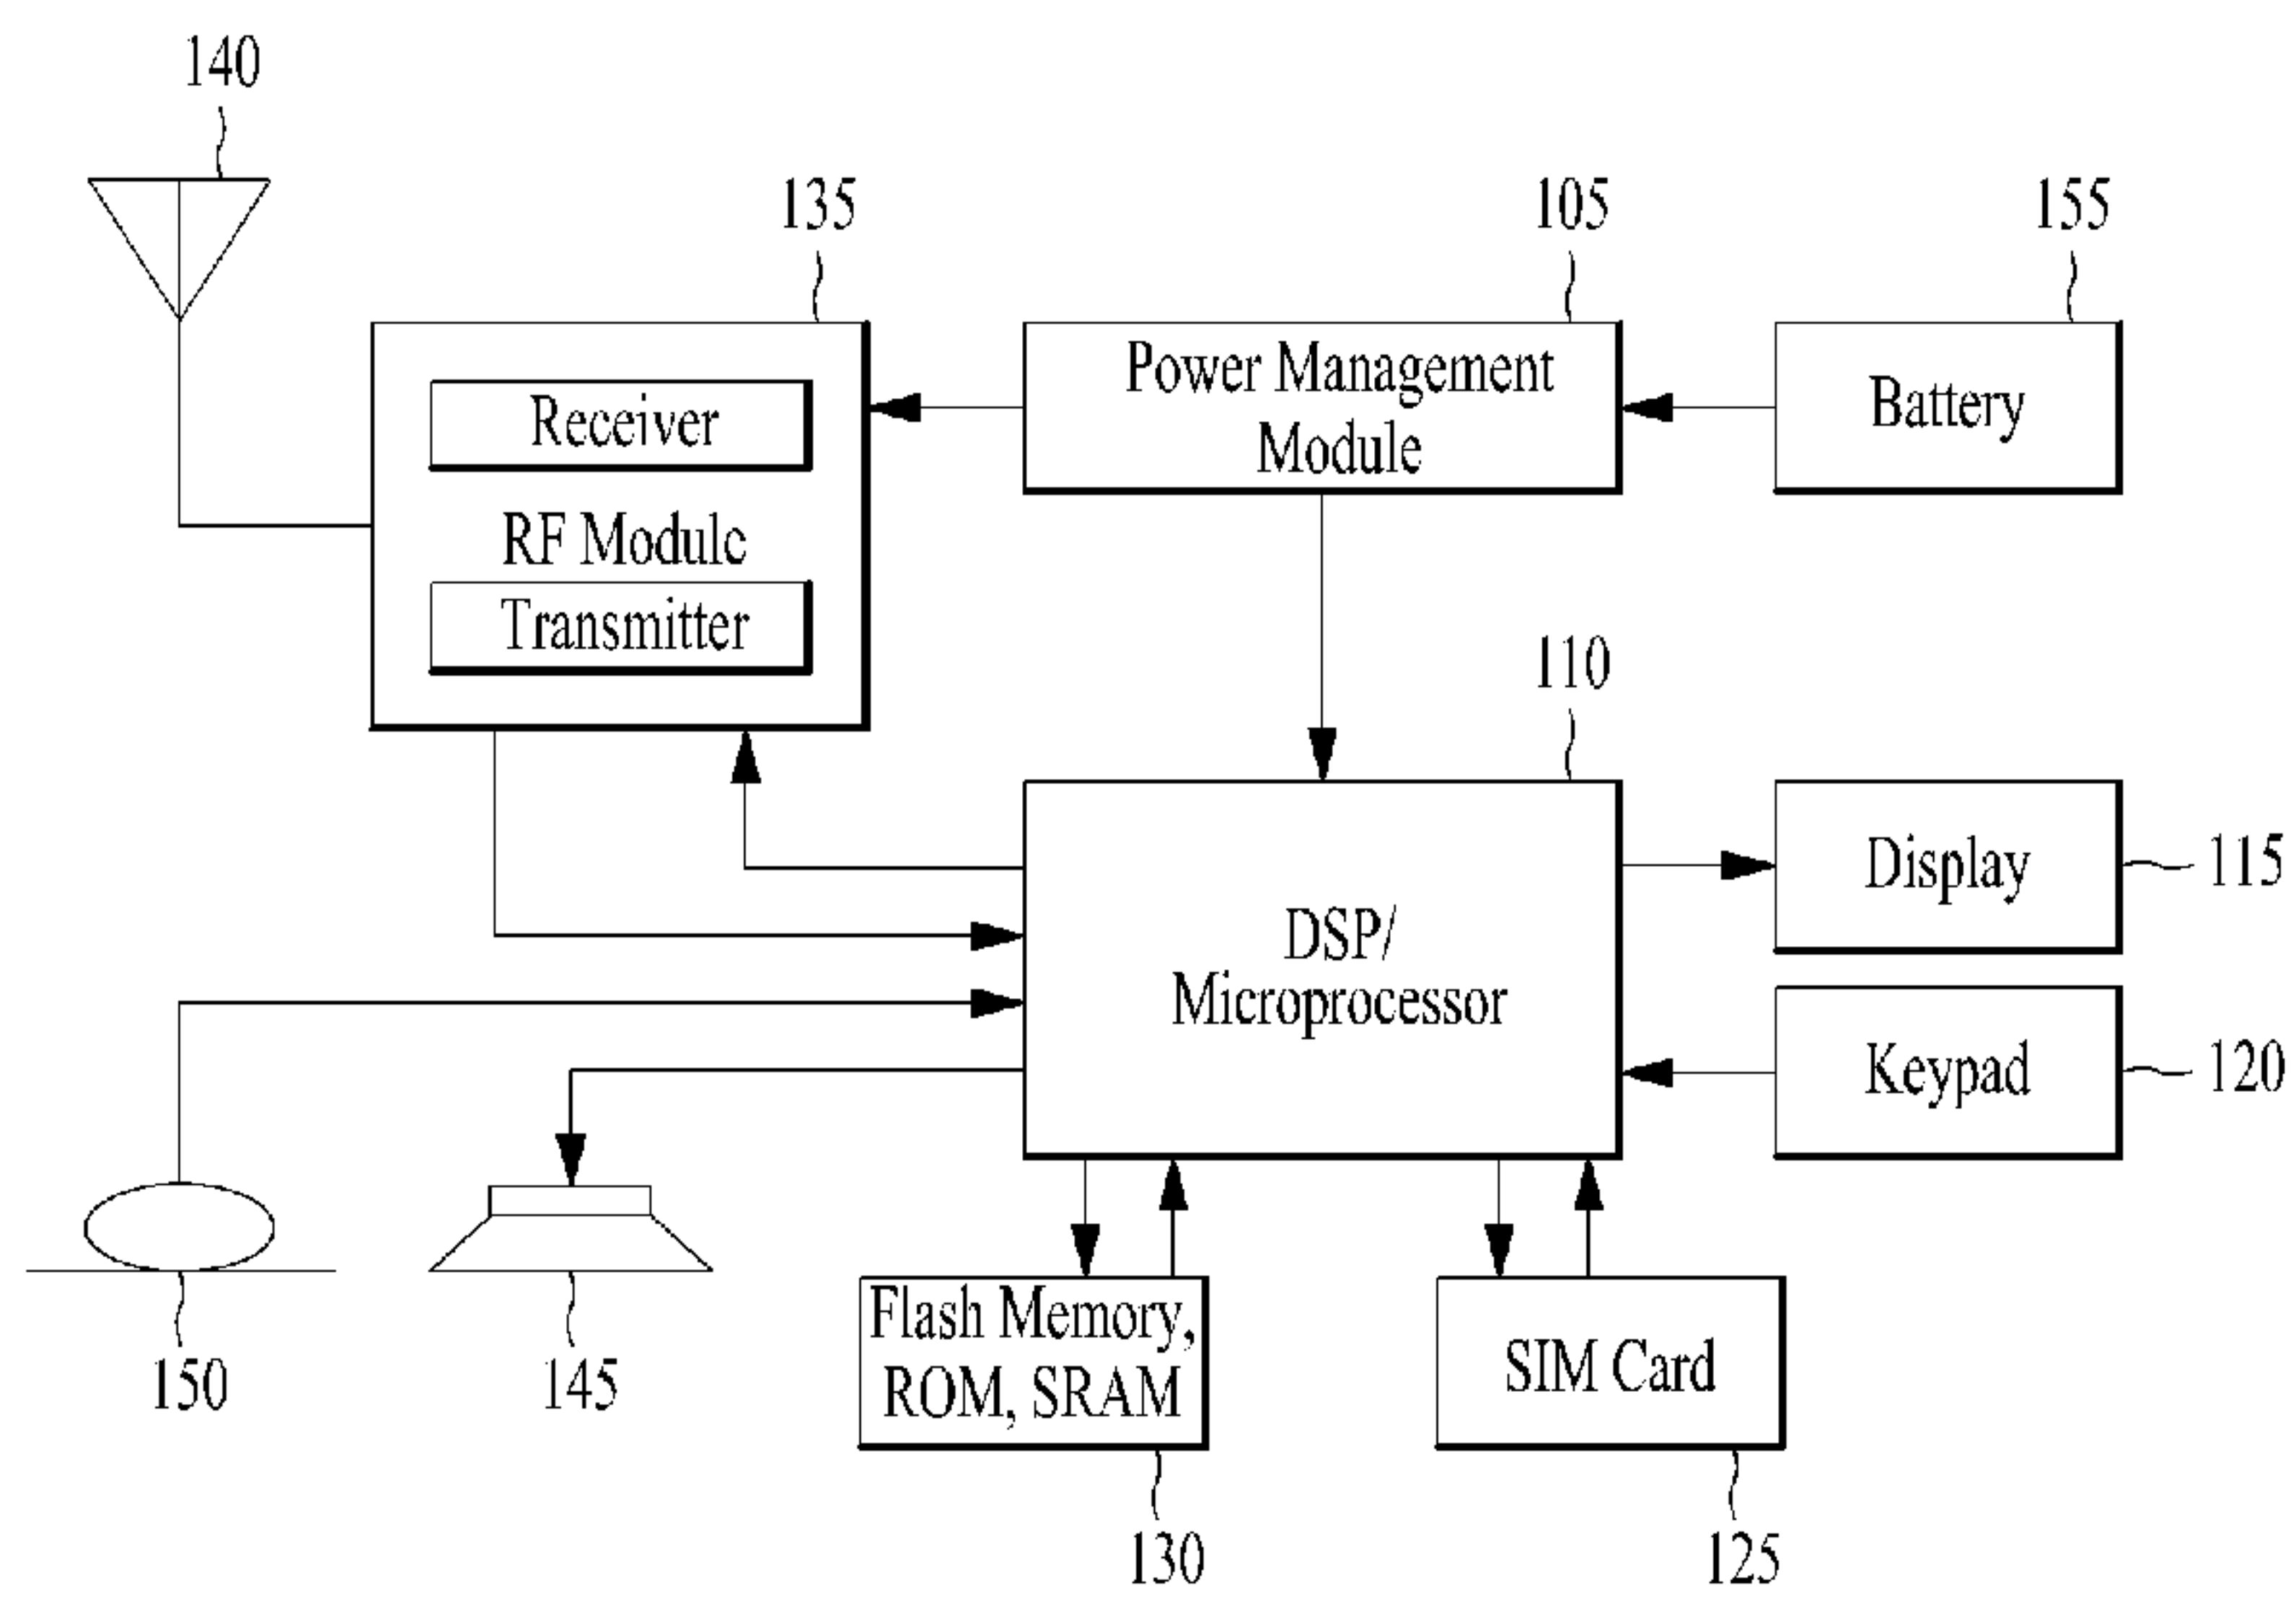 140
135
105
155
Receiver
Power Management
Module
Battery
RF Module
Transmitter
110
DSP/
Microprocessor
Display
115
Keypad
120
Flash Memory,
ROM, SRAM
SIM Card
150
145
130
125